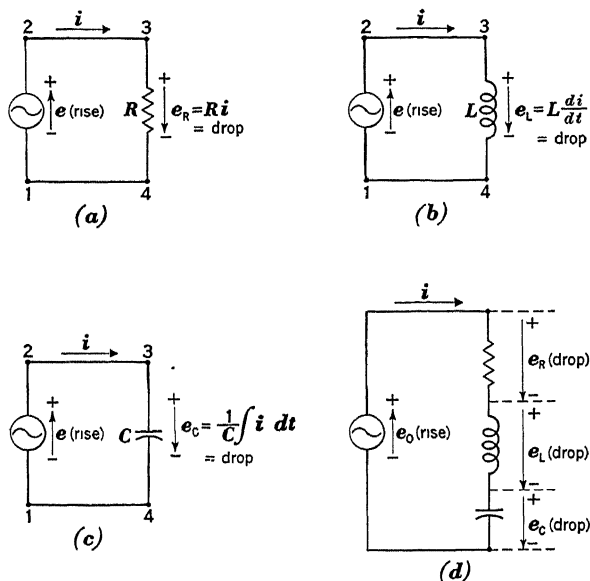 i
2 3
+ +
e (rise) R e_R = Ri
= drop
- -
1 4
(a)
i
2 3
+ +
e (rise) L e_L = L di/dt
= drop
- -
1 4
(b)
i
2 3
+ +
e (rise) C e_C = 1/C ∫ i dt
= drop
- -
1 4
(c)
i
+
e_R (drop)
-
+ +
e_0 (rise) e_L (drop)
- -
+
e_C (drop)
-
(d)